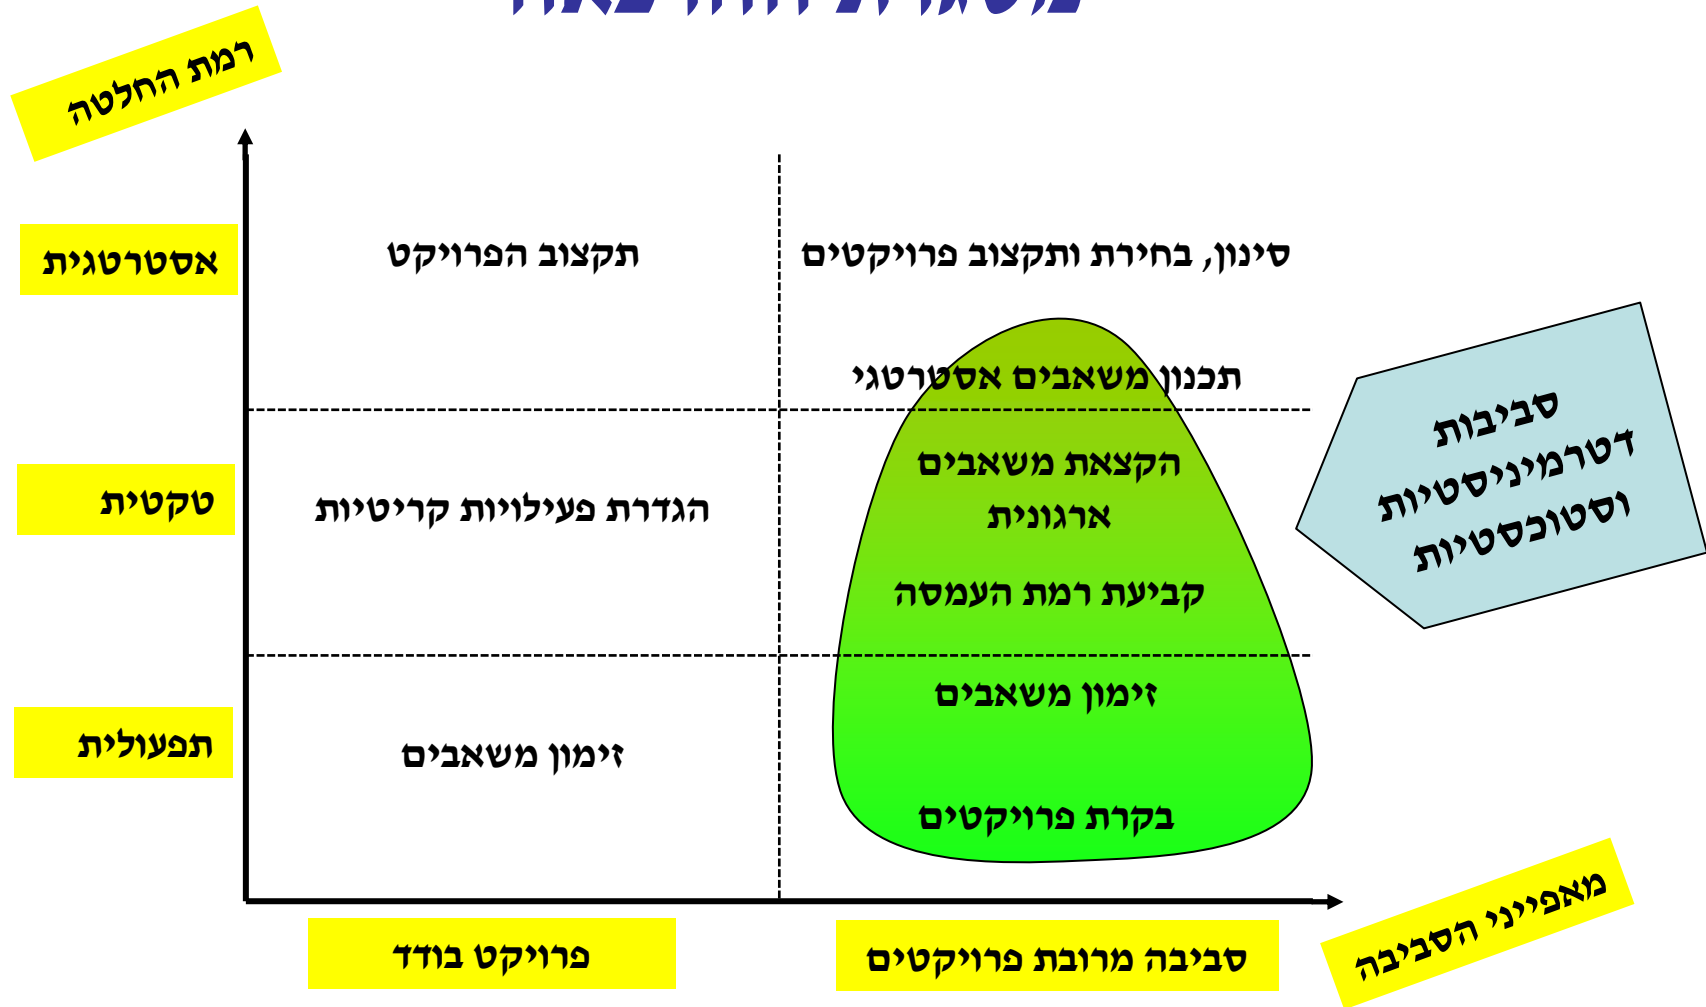 רמת החלטה
אסטרטגית
תקצוב הפרויקט
סינון, בחירת ותקצוב פרויקטים
תכנון משאבים אסטרטגי
טקטית
הגדרת פעילויות קריטיות
הקצאת משאבים
ארגונית
קביעת רמת העמסה
סביבות
דטרמיניסטיות
וסטוכסטיות
תפעולית
זימון משאבים
זימון משאבים
בקרת פרויקטים
פרויקט בודד
סביבה מרובת פרויקטים
מאפייני הסביבה